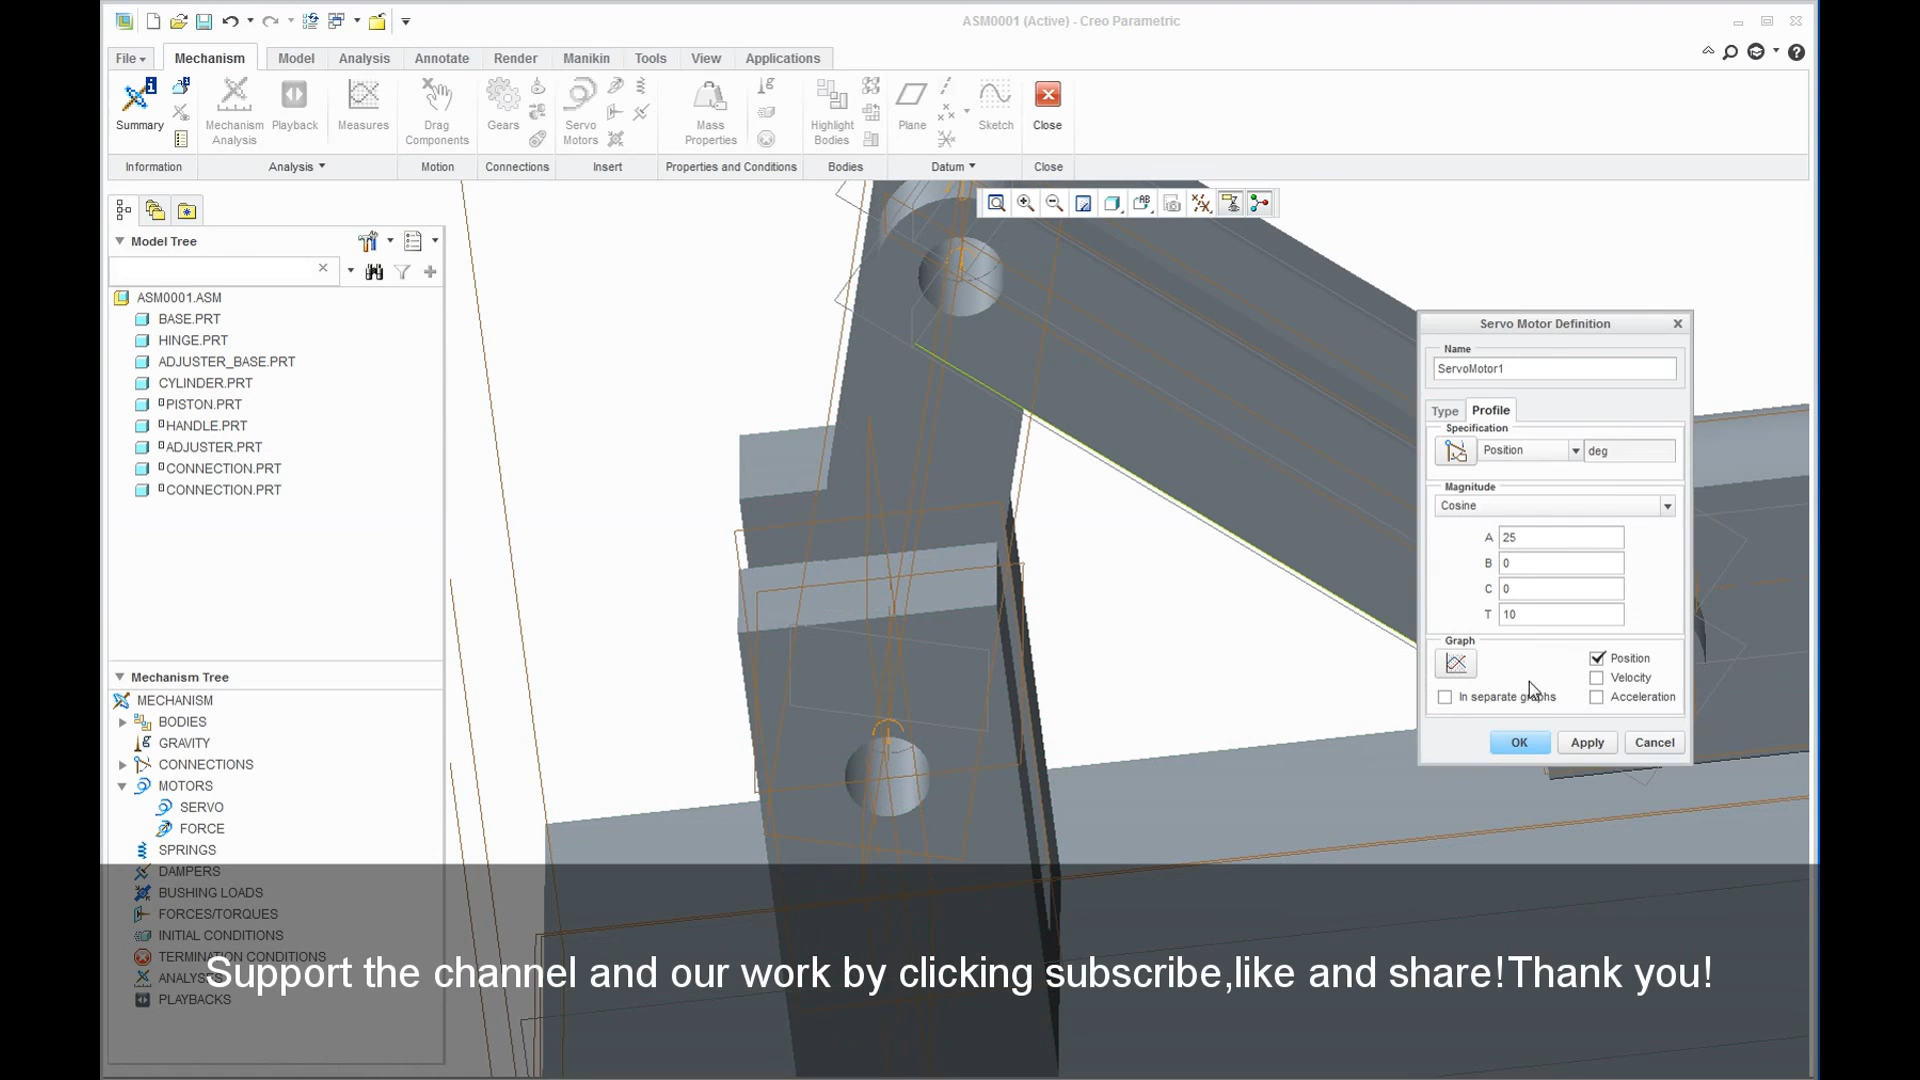 ASM0001 (Active) - Creo Parametric
File Mechanism Model Analysis Annotate Render Manikin Tools View Applications
Summary
Mechanism Analysis
Playback
Measures
Drag Components
Gears
Servo Motors
Mass Properties
Highlight Bodies
Plane
Sketch
Close
Information Analysis Motion Connections Insert Properties and Conditions Bodies Datum Close
Model Tree
ASM0001.ASM
BASE.PRT
HINGE.PRT
ADJUSTER_BASE.PRT
CYLINDER.PRT
PISTON.PRT
HANDLE.PRT
ADJUSTER.PRT
CONNECTION.PRT
CONNECTION.PRT
Mechanism Tree
MECHANISM
BODIES
GRAVITY
CONNECTIONS
MOTORS
SERVO
FORCE
SPRINGS
DAMPERS
BUSHING LOADS
FORCES/TORQUES
INITIAL CONDITIONS
TERMINATION CONDITIONS
PLAYBACKS
Servo Motor Definition
Name
ServoMotor1
Type Profile
Specification
Position deg
Magnitude
Cosine
A 25
B 0
C 0
T 10
Graph
Position
Velocity
In separate graphs Acceleration
OK Apply Cancel
Support the channel and our work by clicking subscribe,like and share!Thank you!